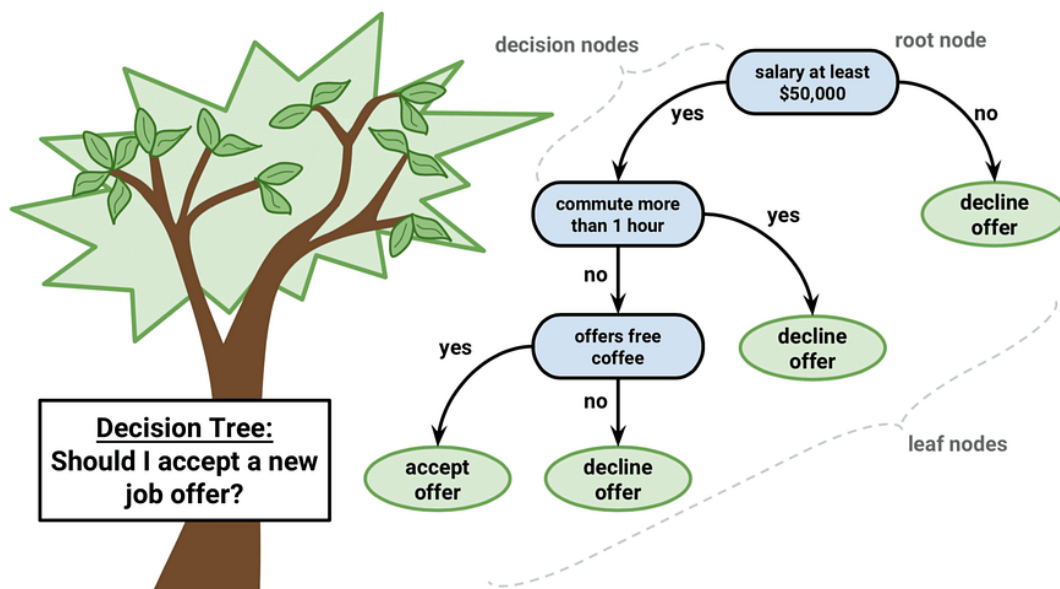 decision nodes
root node
salary at least
$50,000
yes
no
decline
offer
commute more
than 1 hour
yes
no
decline
offer
offers free
coffee
yes
no
accept
offer
decline
offer
leaf nodes
Decision Tree:
Should I accept a new
job offer?